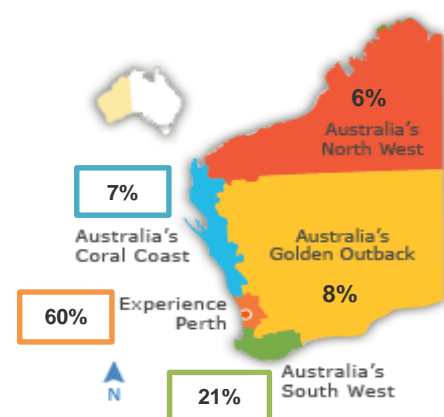 6%
Australia's
North West
7%
Australia's
Coral Coast
Australia's
Golden Outback
8%
Experience
Perth
60%
N
21%
Australia's
South West